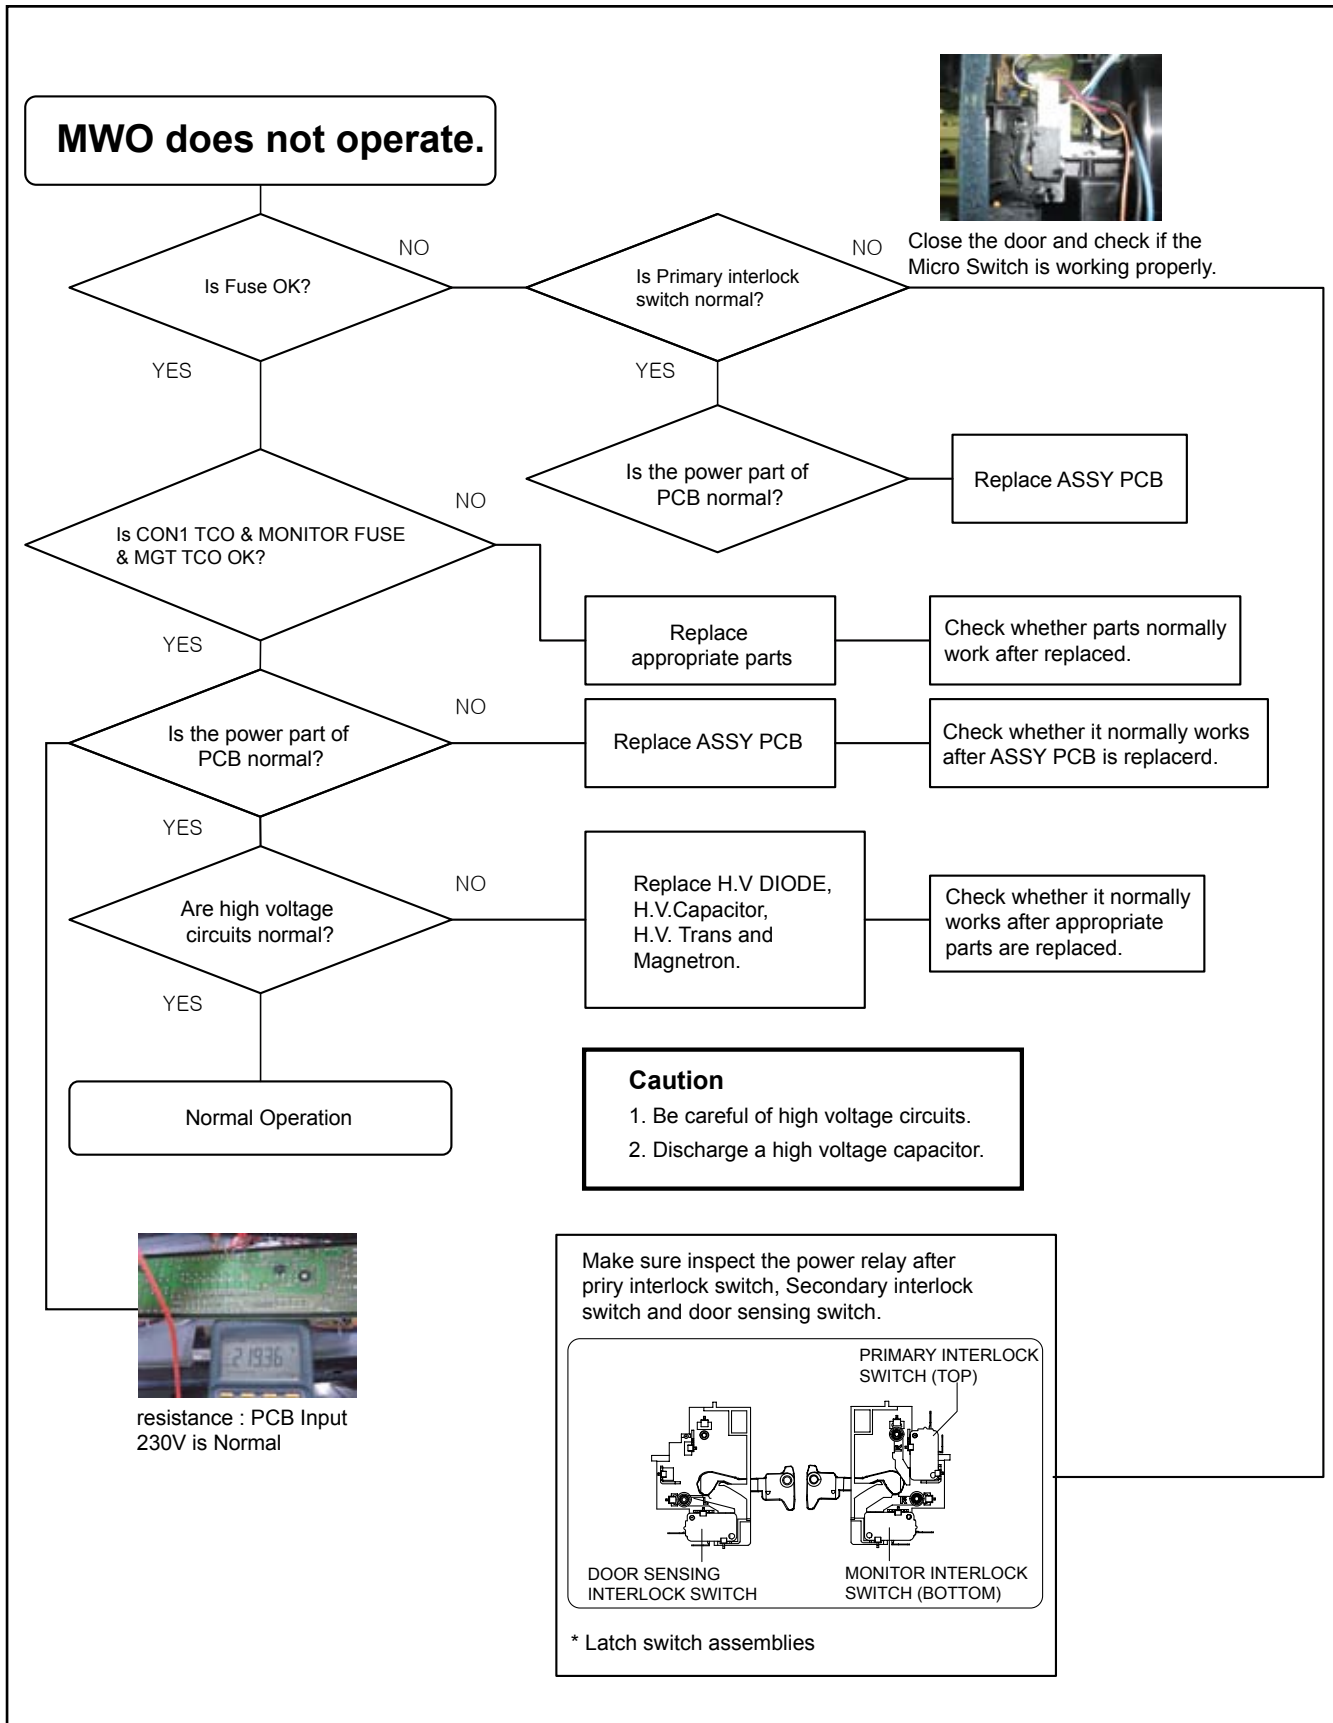 MWO does not operate.
Close the door and check if the
Micro Switch is working properly.
Is Fuse OK?
NO
YES
Is Primary interlock
switch normal?
NO
YES
Is the power part of
PCB normal?
Replace ASSY PCB
Is CON1 TCO & MONITOR FUSE
& MGT TCO OK?
NO
YES
Replace
appropriate parts
Check whether parts normally
work after replaced.
Is the power part of
PCB normal?
NO
YES
Replace ASSY PCB
Check whether it normally works
after ASSY PCB is replacerd.
Are high voltage
circuits normal?
NO
YES
Replace H.V DIODE,
H.V.Capacitor,
H.V. Trans and
Magnetron.
Check whether it normally
works after appropriate
parts are replaced.
Normal Operation
Caution
1. Be careful of high voltage circuits.
2. Discharge a high voltage capacitor.
219.36
resistance : PCB Input
230V is Normal
Make sure inspect the power relay after
priry interlock switch, Secondary interlock
switch and door sensing switch.
PRIMARY INTERLOCK
SWITCH (TOP)
DOOR SENSING
INTERLOCK SWITCH
MONITOR INTERLOCK
SWITCH (BOTTOM)
* Latch switch assemblies